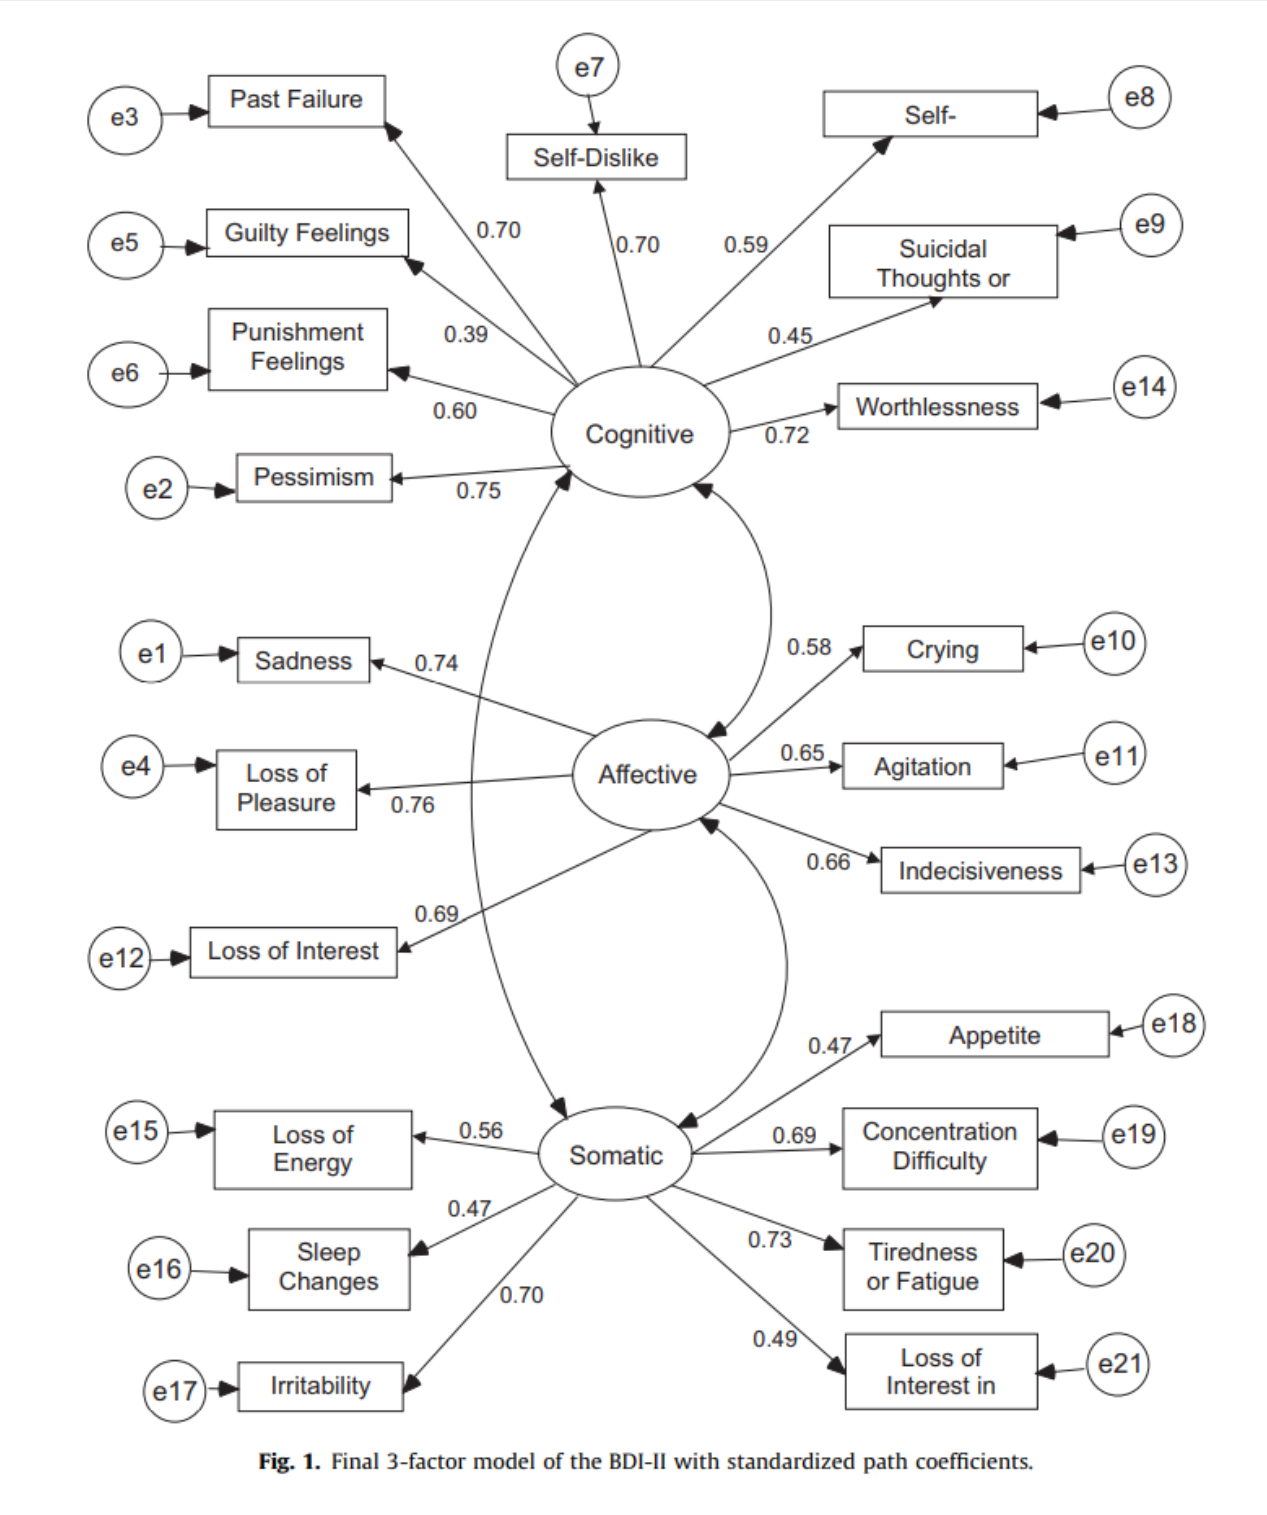 e7
e3
Past Failure
Self-
e8
Self-Dislike
e5
Guilty Feelings
0.70
0.70
0.59
Suicidal
Thoughts or
e9
e6
Punishment
Feelings
0.39
0.45
0.60
Cognitive
0.72
Worthlessness
e14
e2
Pessimism
0.75
e1
Sadness
0.74
0.58
Crying
e10
e4
Loss of
Pleasure
0.76
Affective
0.65
Agitation
e11
0.66
Indecisiveness
e13
0.69
e12
Loss of Interest
0.47
Appetite
e18
e15
Loss of
Energy
0.56
Somatic
0.69
Concentration
Difficulty
e19
0.47
e16
Sleep
Changes
0.73
Tiredness
or Fatigue
e20
0.70
0.49
e17
Irritability
Loss of
Interest in
e21
Fig. 1. Final 3-factor model of the BDI-II with standardized path coefficients.